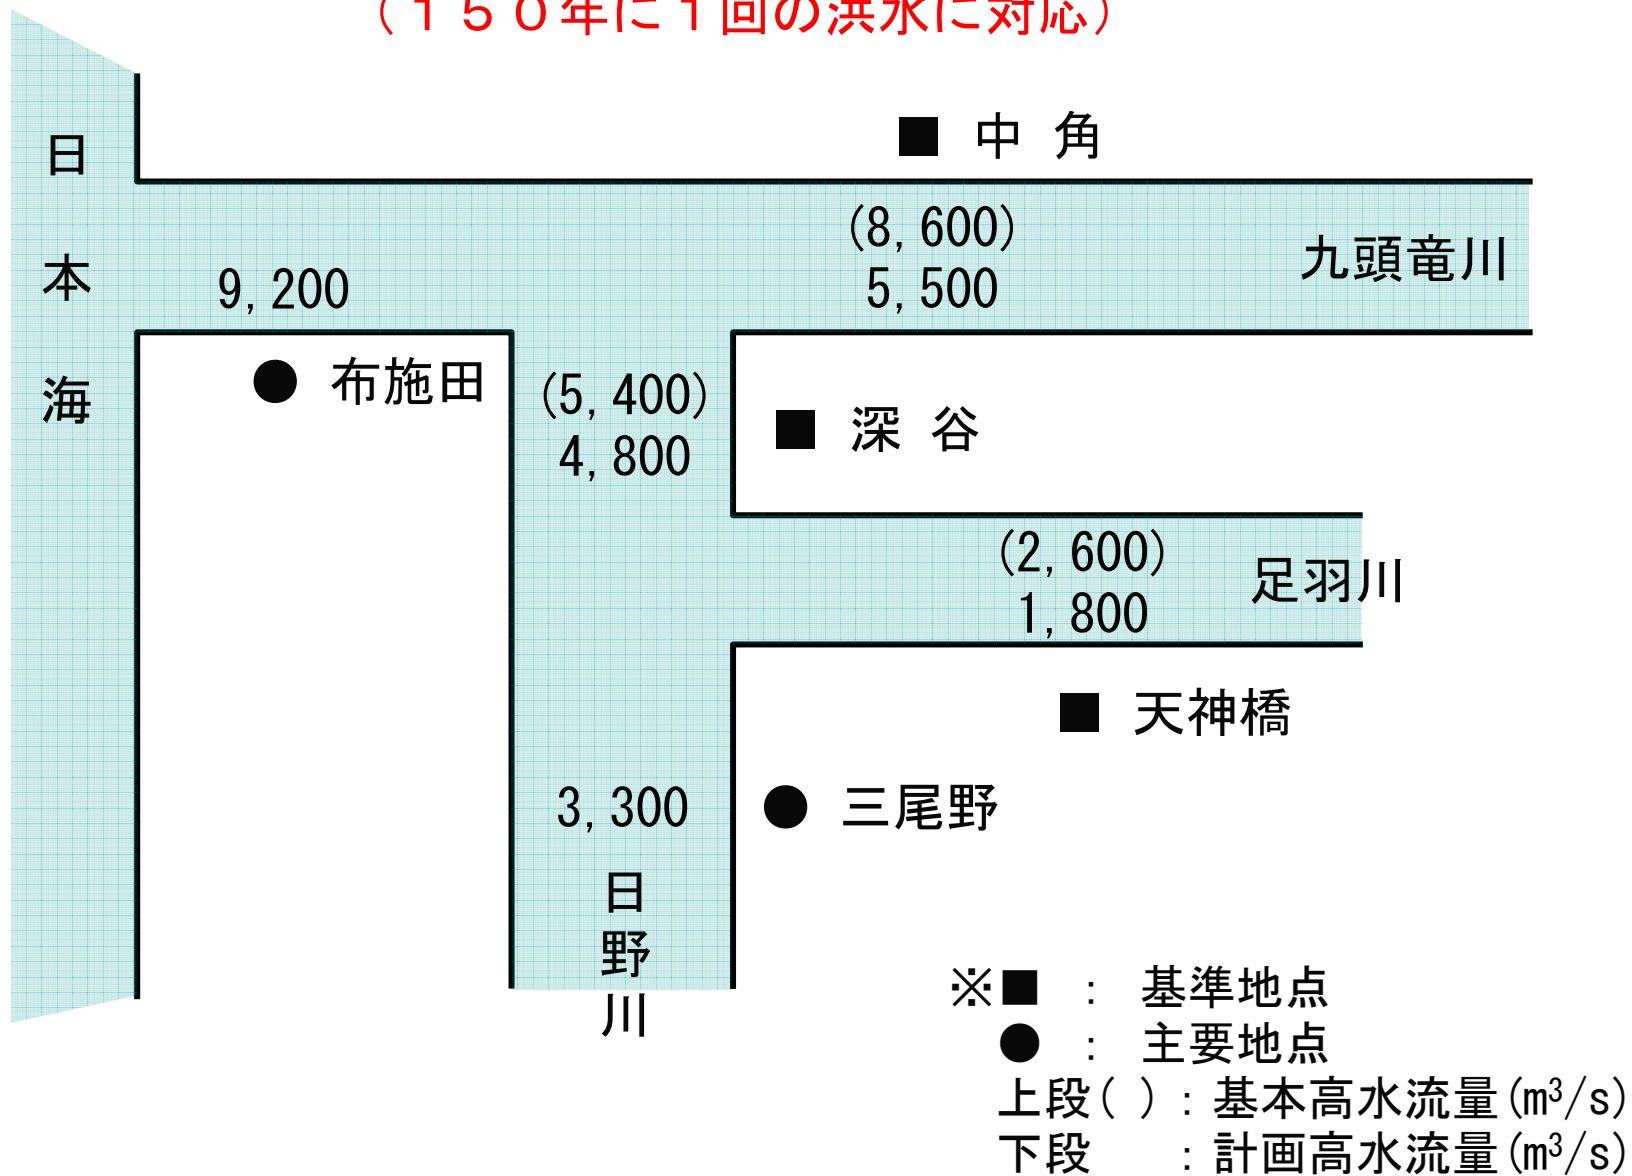 （１５０年に１回の洪水に対応）
日本海
■ 中 角
(8,600)
5,500
九頭竜川
9,200
● 布施田
(5,400)
4,800
■ 深 谷
(2,600)
1,800
足羽川
■ 天神橋
3,300
● 三尾野
日野川
※■ ： 基準地点
● ： 主要地点
上段( )：基本高水流量(m³/s)
下段 ：計画高水流量(m³/s)